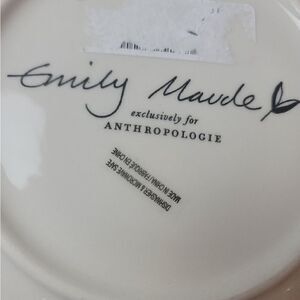 Emily Maude
exclusively for
ANTHROPOLOGIE
DISHWASHER & MICROWAVE SAFE
MADE IN CHINA / FABRIQUÉ EN CHINE